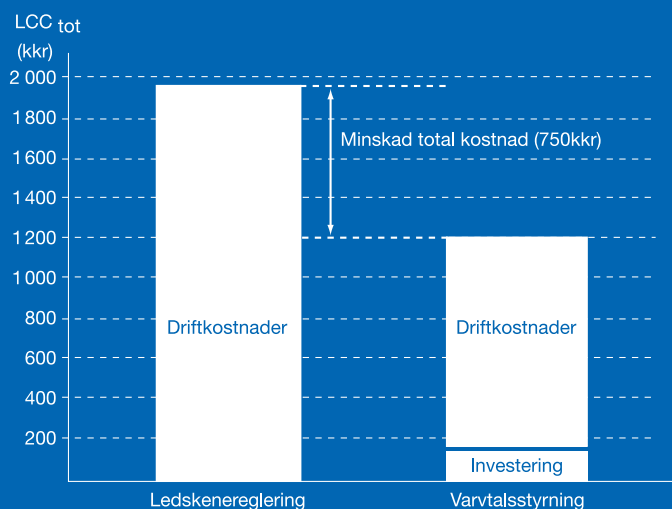 LCC tot
(kkr)
2 000
1 800
1 600
1 400
1 200
1 000
800
600
400
200
Minskad total kostnad (750kkr)
Driftkostnader
Driftkostnader
Investering
Ledskenereglering
Varvtalsstyrning